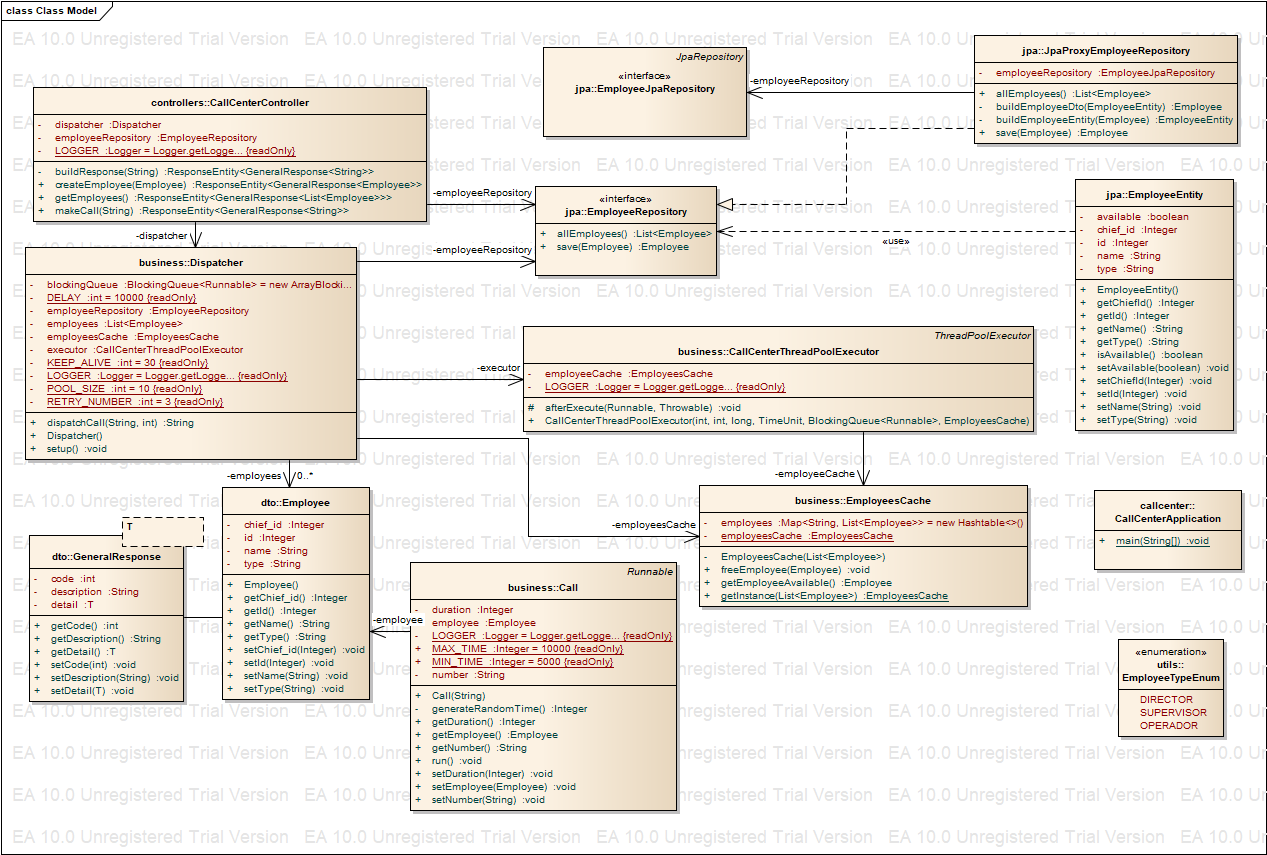 class Class Model
EA 10.0 Unregistered Trial Version
controllers::CallCenterController
- dispatcher :Dispatcher
- employeeRepository :EmployeeRepository
- LOGGER :Logger = Logger.getLogge... {readOnly}
- buildResponse(String) :ResponseEntity<GeneralResponse<String>>
+ createEmployee(Employee) :ResponseEntity<GeneralResponse<Employee>>
+ getEmployees() :ResponseEntity<GeneralResponse<List<Employee>>>
+ makeCall(String) :ResponseEntity<GeneralResponse<String>>
JpaRepository
«interface»
jpa::EmployeeJpaRepository
-employeeRepository
jpa::JpaProxyEmployeeRepository
- employeeRepository :EmployeeJpaRepository
+ allEmployees() :List<Employee>
- buildEmployeeDto(EmployeeEntity) :Employee
- buildEmployeeEntity(Employee) :EmployeeEntity
+ save(Employee) :Employee
-employeeRepository
«interface»
jpa::EmployeeRepository
+ allEmployees() :List<Employee>
+ save(Employee) :Employee
«use»
jpa::EmployeeEntity
- available :boolean
- chief_id :Integer
- id :Integer
- name :String
- type :String
+ EmployeeEntity()
+ getChiefId() :Integer
+ getId() :Integer
+ getName() :String
+ getType() :String
+ isAvailable() :boolean
+ setAvailable(boolean) :void
+ setChiefId(Integer) :void
+ setId(Integer) :void
+ setName(String) :void
+ setType(String) :void
-dispatcher
-employeeRepository
business::Dispatcher
- blockingQueue :BlockingQueue<Runnable> = new ArrayBlocki...
- DELAY :int = 10000 {readOnly}
- employeeRepository :EmployeeRepository
- employees :List<Employee>
- employeesCache :EmployeesCache
- executor :CallCenterThreadPoolExecutor
- KEEP_ALIVE :int = 30 {readOnly}
- LOGGER :Logger = Logger.getLogge... {readOnly}
- POOL_SIZE :int = 10 {readOnly}
- RETRY_NUMBER :int = 3 {readOnly}
+ dispatchCall(String, int) :String
+ Dispatcher()
+ setup() :void
-executor
ThreadPoolExecutor
business::CallCenterThreadPoolExecutor
- employeeCache :EmployeesCache
- LOGGER :Logger = Logger.getLogge... {readOnly}
# afterExecute(Runnable, Throwable) :void
+ CallCenterThreadPoolExecutor(int, int, long, TimeUnit, BlockingQueue<Runnable>, EmployeesCache)
-employeeCache
-employees 0..*
-employeesCache
business::EmployeesCache
- employees :Map<String, List<Employee>> = new Hashtable<>()
- employeesCache :EmployeesCache
- EmployeesCache(List<Employee>)
+ freeEmployee(Employee) :void
+ getEmployeeAvailable() :Employee
+ getInstance(List<Employee>) :EmployeesCache
callcenter::
CallCenterApplication
+ main(String[]) :void
T
dto::GeneralResponse
- code :int
- description :String
- detail :T
+ getCode() :int
+ getDescription() :String
+ getDetail() :T
+ setCode(int) :void
+ setDescription(String) :void
+ setDetail(T) :void
dto::Employee
- chief_id :Integer
- id :Integer
- name :String
- type :String
+ Employee()
+ getChief_id() :Integer
+ getId() :Integer
+ getName() :String
+ getType() :String
+ setChief_id(Integer) :void
+ setId(Integer) :void
+ setName(String) :void
+ setType(String) :void
-employee
Runnable
business::Call
- duration :Integer
- employee :Employee
- LOGGER :Logger = Logger.getLogge... {readOnly}
+ MAX_TIME :Integer = 10000 {readOnly}
+ MIN_TIME :Integer = 5000 {readOnly}
- number :String
+ Call(String)
- generateRandomTime() :Integer
+ getDuration() :Integer
+ getEmployee() :Employee
+ getNumber() :String
+ run() :void
+ setDuration(Integer) :void
+ setEmployee(Employee) :void
+ setNumber(String) :void
«enumeration»
utils::
EmployeeTypeEnum
DIRECTOR
SUPERVISOR
OPERADOR